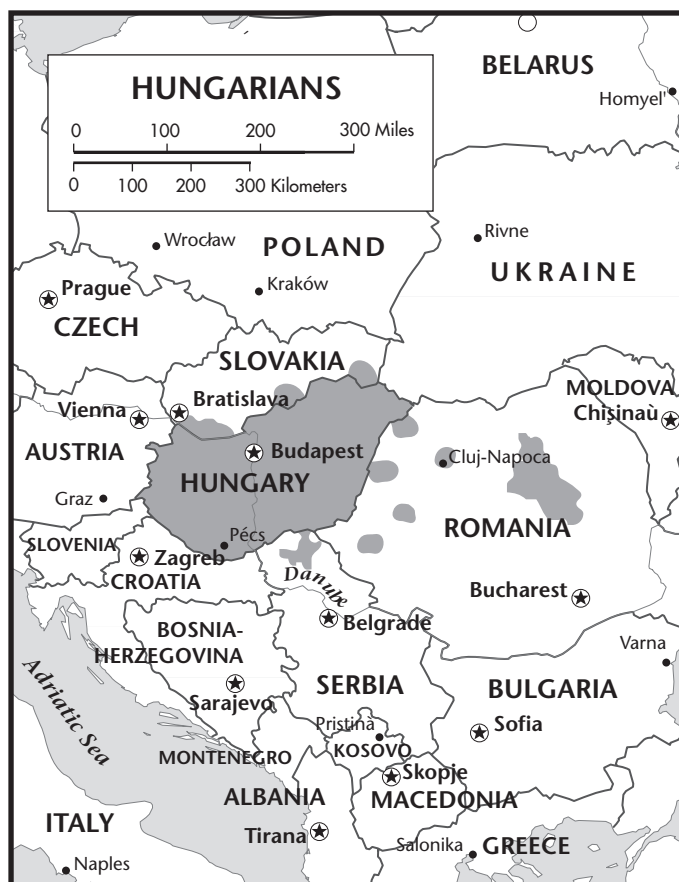 HUNGARIANS
0 100 200 300 Miles
0 100 200 300 Kilometers
BELARUS
Homyel'
Wrocław
POLAND
Rivne
Kraków
UKRAINE
Prague
CZECH
SLOVAKIA
MOLDOVA
Bratislava
Vienna
Chişinaù
AUSTRIA
Budapest
Cluj-Napoca
HUNGARY
Graz
ROMANIA
Pécs
SLOVENIA
Zagreb
Danube
CROATIA
Bucharest
Belgrade
BOSNIA-
HERZEGOVINA
Varna
Adriatic Sea
SERBIA
BULGARIA
Sarajevo
Pristinà
Sofia
KOSOVO
MONTENEGRO
Skopje
ALBANIA
MACEDONIA
ITALY
Tirana
Salonika
GREECE
Naples